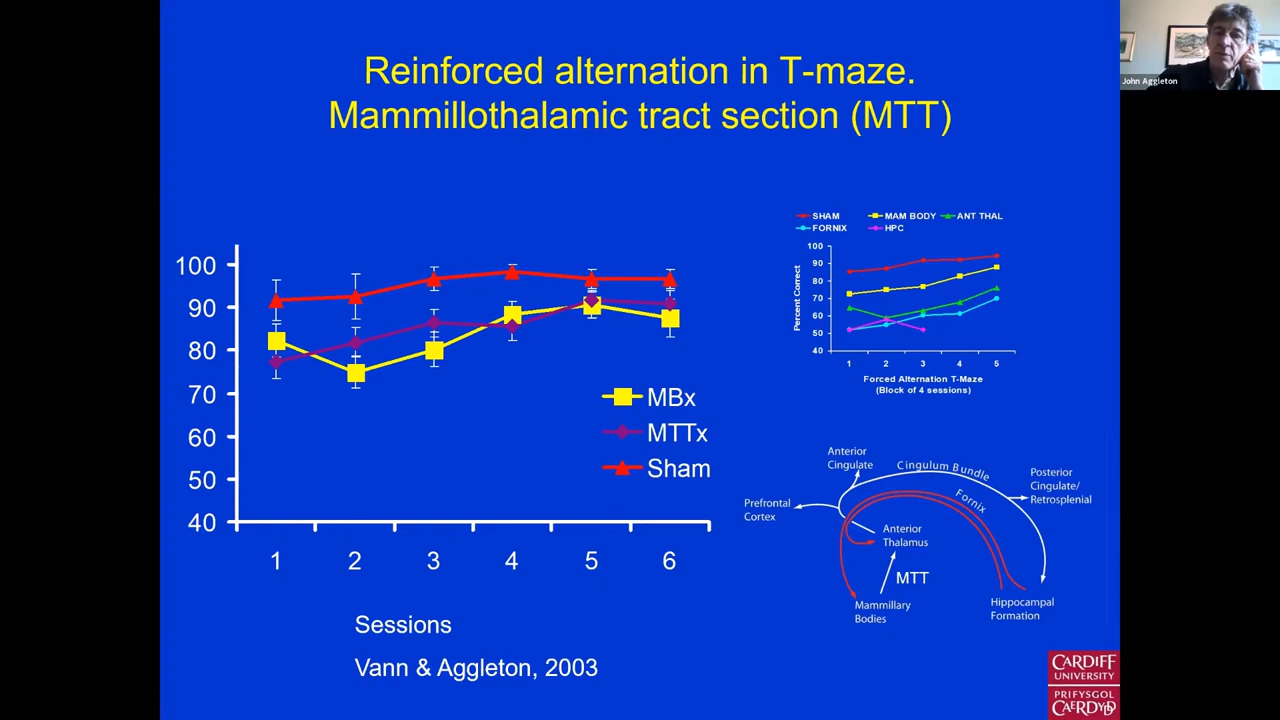 Reinforced alternation in T-maze.
Mammillothalamic tract section (MTT)
John Aggleton
100
90
80
70
60
50
40
1 2 3 4 5 6
MBx
MTTx
Sham
Sessions
Vann & Aggleton, 2003
SHAM MAM BODY ANT THAL
FORNIX HPC
Percent Correct
100
90
80
70
60
50
40
1 2 3 4 5
Forced Alternation T-Maze
(Block of 4 sessions)
Anterior
Cingulate
Cingulum Bundle
Posterior
Cingulate/
Retrosplenial
Prefrontal
Cortex
Fornix
Anterior
Thalamus
MTT
Mammillary
Bodies
Hippocampal
Formation
CARDIFF
UNIVERSITY
PRIFYSGOL
CAERDYDD